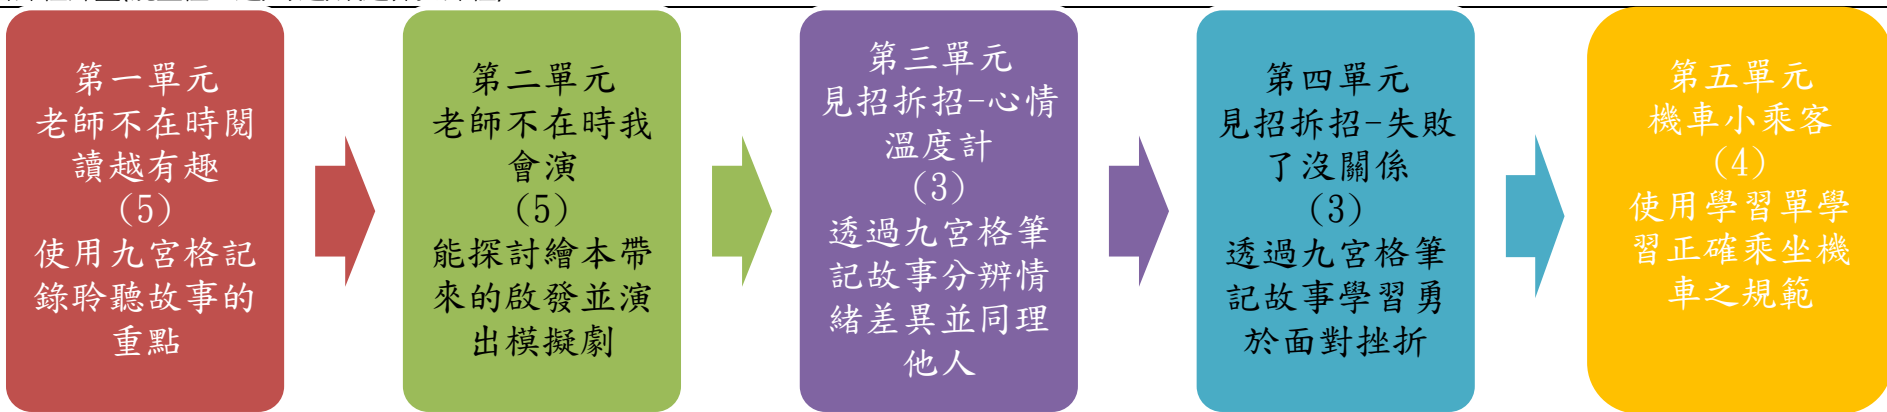 第一單元
老師不在時閱
讀越有趣
(5)
使用九宮格記
錄聆聽故事的
重點
第二單元
老師不在時我
會演
(5)
能探討繪本帶
來的啟發並演
出模擬劇
第三單元
見招拆招-心情
溫度計
(3)
透過九宮格筆
記故事分辨情
緒差異並同理
他人
第四單元
見招拆招-失敗
了沒關係
(3)
透過九宮格筆
記故事學習勇
於面對挫折
第五單元
機車小乘客
(4)
使用學習單學
習正確乘坐機
車之規範